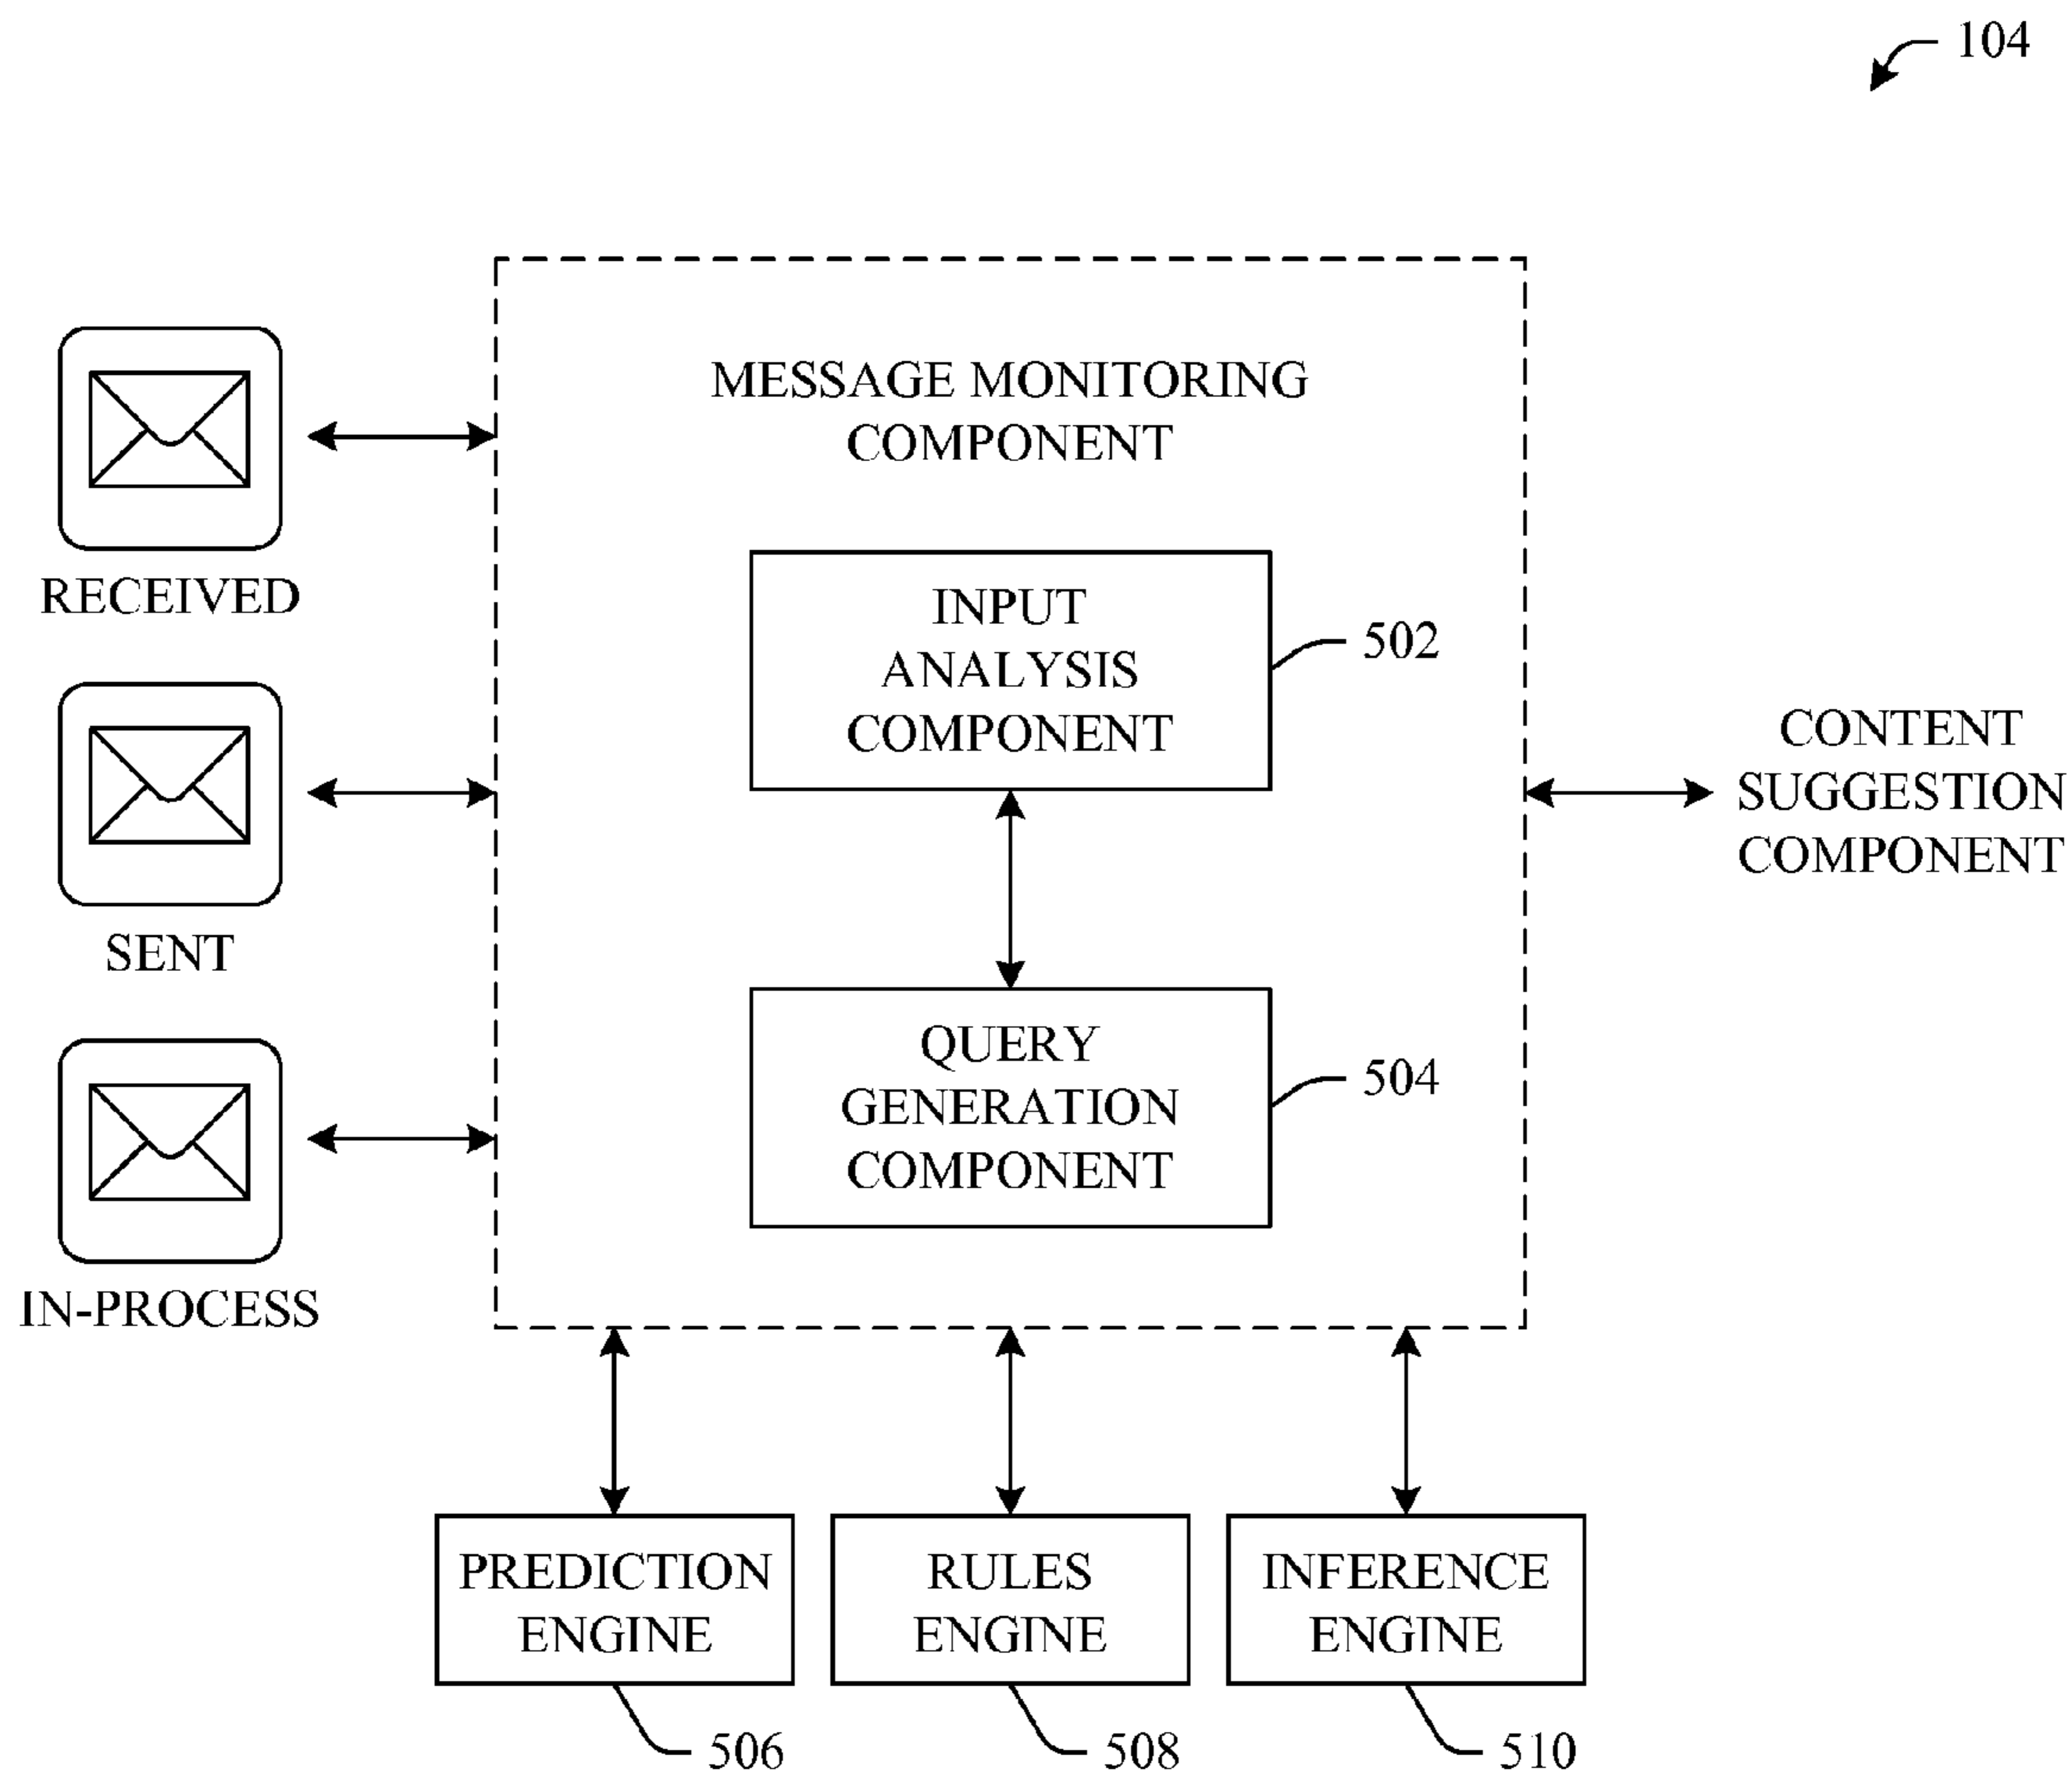 104
MESSAGE MONITORING
COMPONENT
RECEIVED
INPUT
ANALYSIS
COMPONENT
502
SENT
CONTENT
SUGGESTION
COMPONENT
QUERY
GENERATION
COMPONENT
504
IN-PROCESS
PREDICTION
ENGINE
506
RULES
ENGINE
508
INFERENCE
ENGINE
510